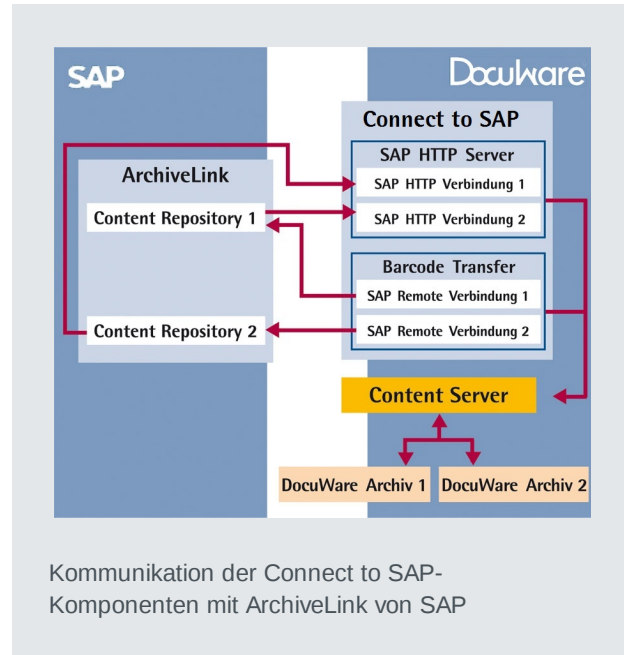 SAP
DocuWare
Connect to SAP
SAP HTTP Server
SAP HTTP Verbindung 1
SAP HTTP Verbindung 2
ArchiveLink
Content Repository 1
Content Repository 2
Barcode Transfer
SAP Remote Verbindung 1
SAP Remote Verbindung 2
Content Server
DocuWare Archiv 1
DocuWare Archiv 2
Kommunikation der Connect to SAP-
Komponenten mit ArchiveLink von SAP